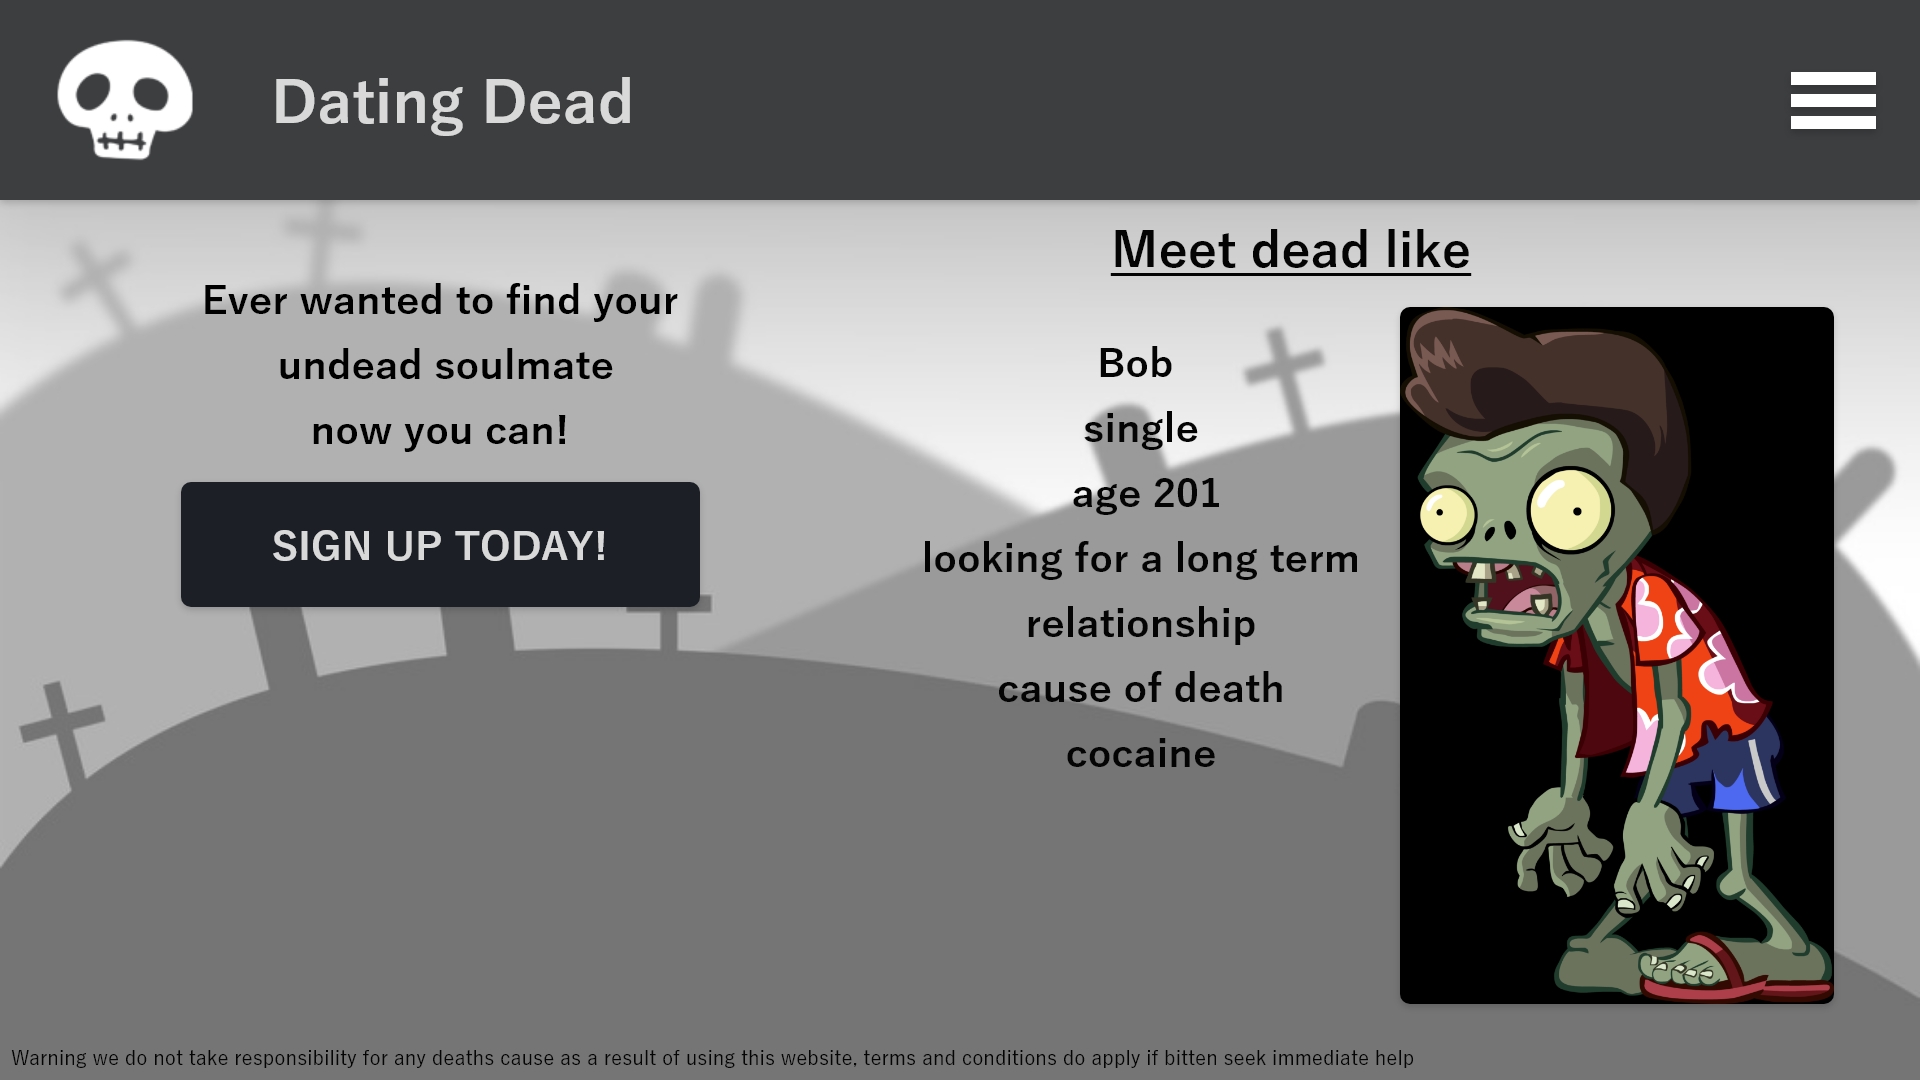 Dating Dead
Ever wanted to find your
undead soulmate
now you can!
SIGN UP TODAY!
Meet dead like
Bob
single
age 201
looking for a long term
relationship
cause of death
cocaine
Warning we do not take responsibility for any deaths cause as a result of using this website, terms and conditions do apply if bitten seek immediate help